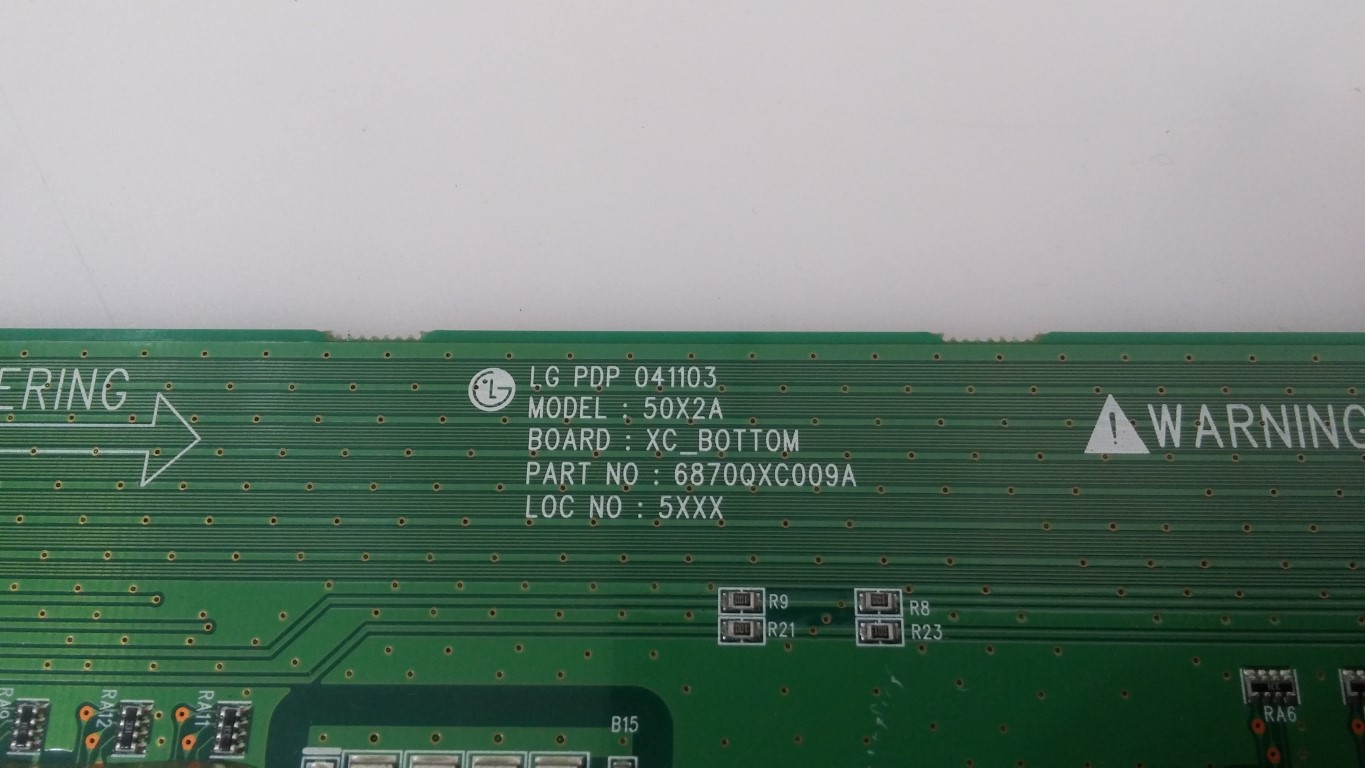 ERING
LG PDP 041103
MODEL : 50X2A
BOARD : XC_BOTTOM
PART NO : 6870QXC009A
LOC NO : 5XXX
WARNING
R9
R8
R21
R23
RA9
RA12
RA11
B15
RA6